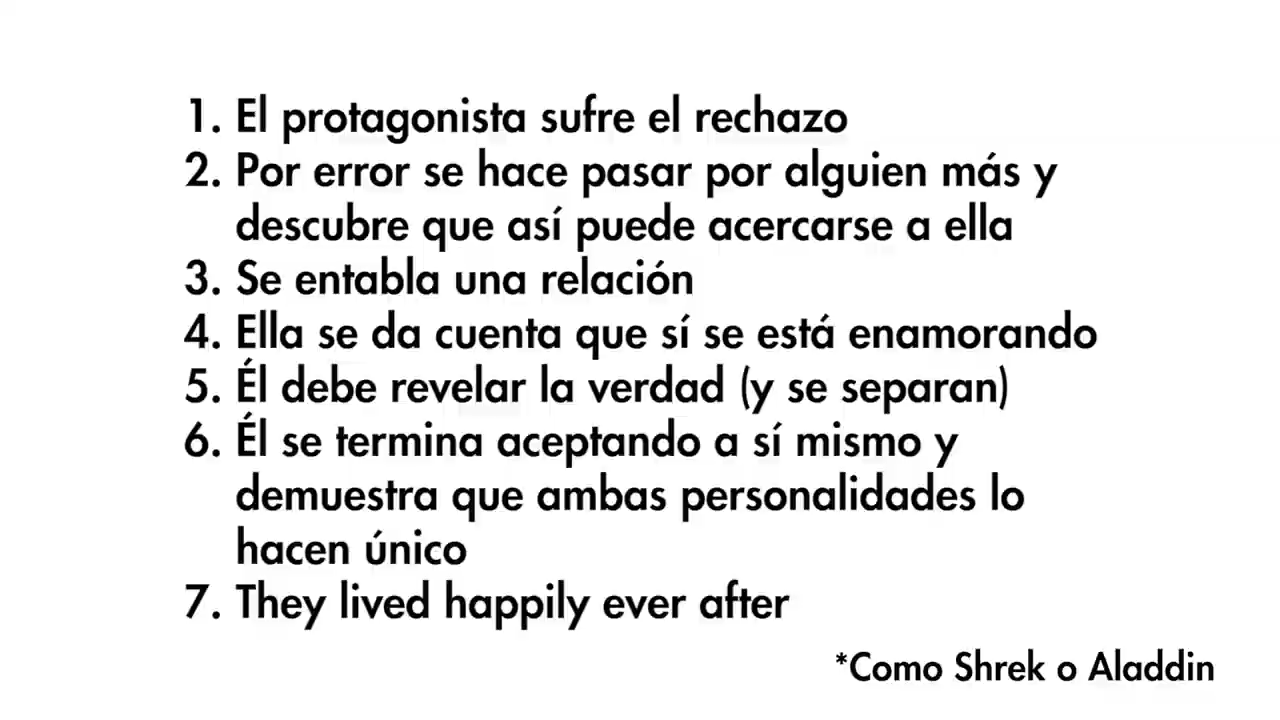 1. El protagonista sufre el rechazo
2. Por error se hace pasar por alguien más y
descubre que así puede acercarse a ella
3. Se entabla una relación
4. Ella se da cuenta que sí se está enamorando
5. Él debe revelar la verdad (y se separan)
6. Él se termina aceptando a sí mismo y
demuestra que ambas personalidades lo
hacen único
7. They lived happily ever after
*Como Shrek o Aladdin